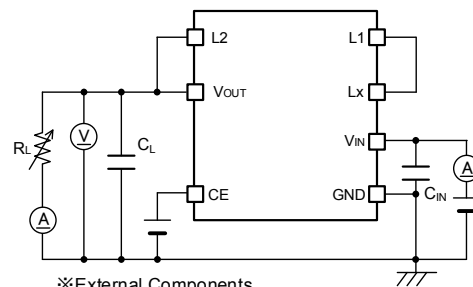 L2
L1
VOUT
Lx
RL
V
CL
VIN
A
CE
GND
CIN
A
※External Components